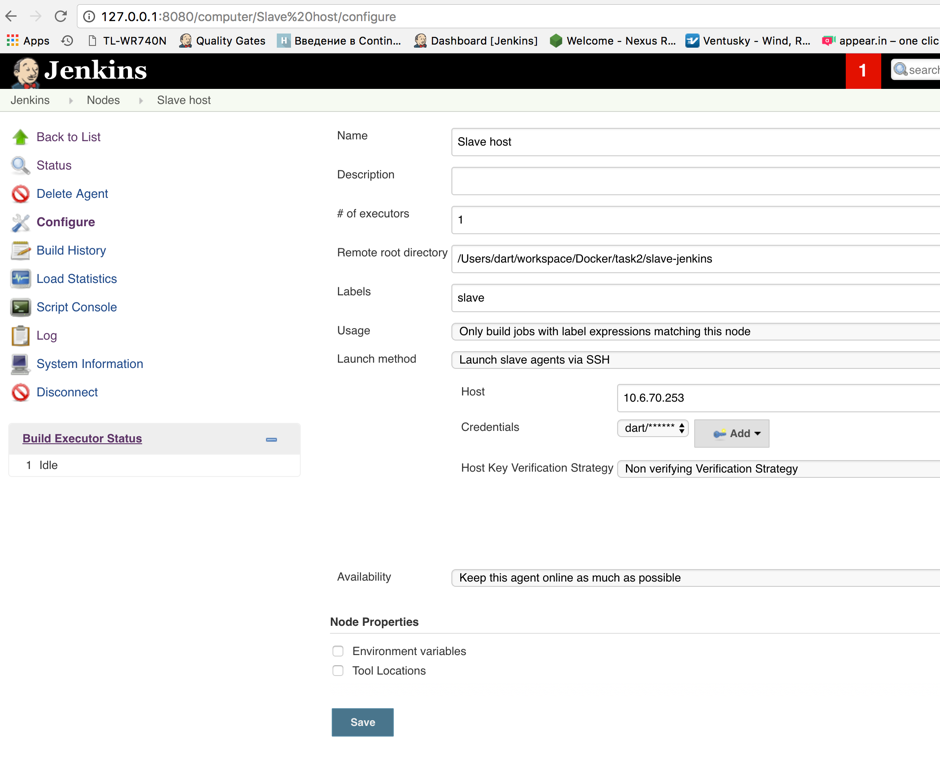 127.0.0.1:8080/computer/Slave%20host/configure
Apps TL-WR740N Quality Gates Введение в Contin... Dashboard [Jenkins] Welcome - Nexus R... Ventusky - Wind, R... appear.in – one clic
Jenkins 1 search
Jenkins Nodes Slave host
Back to List
Status
Delete Agent
Configure
Build History
Load Statistics
Script Console
Log
System Information
Disconnect
Build Executor Status
1 Idle
Name Slave host
Description
# of executors 1
Remote root directory /Users/dart/workspace/Docker/task2/slave-jenkins
Labels slave
Usage Only build jobs with label expressions matching this node
Launch method Launch slave agents via SSH
Host 10.6.70.253
Credentials dart/****** Add
Host Key Verification Strategy Non verifying Verification Strategy
Availability Keep this agent online as much as possible
Node Properties
Environment variables
Tool Locations
Save